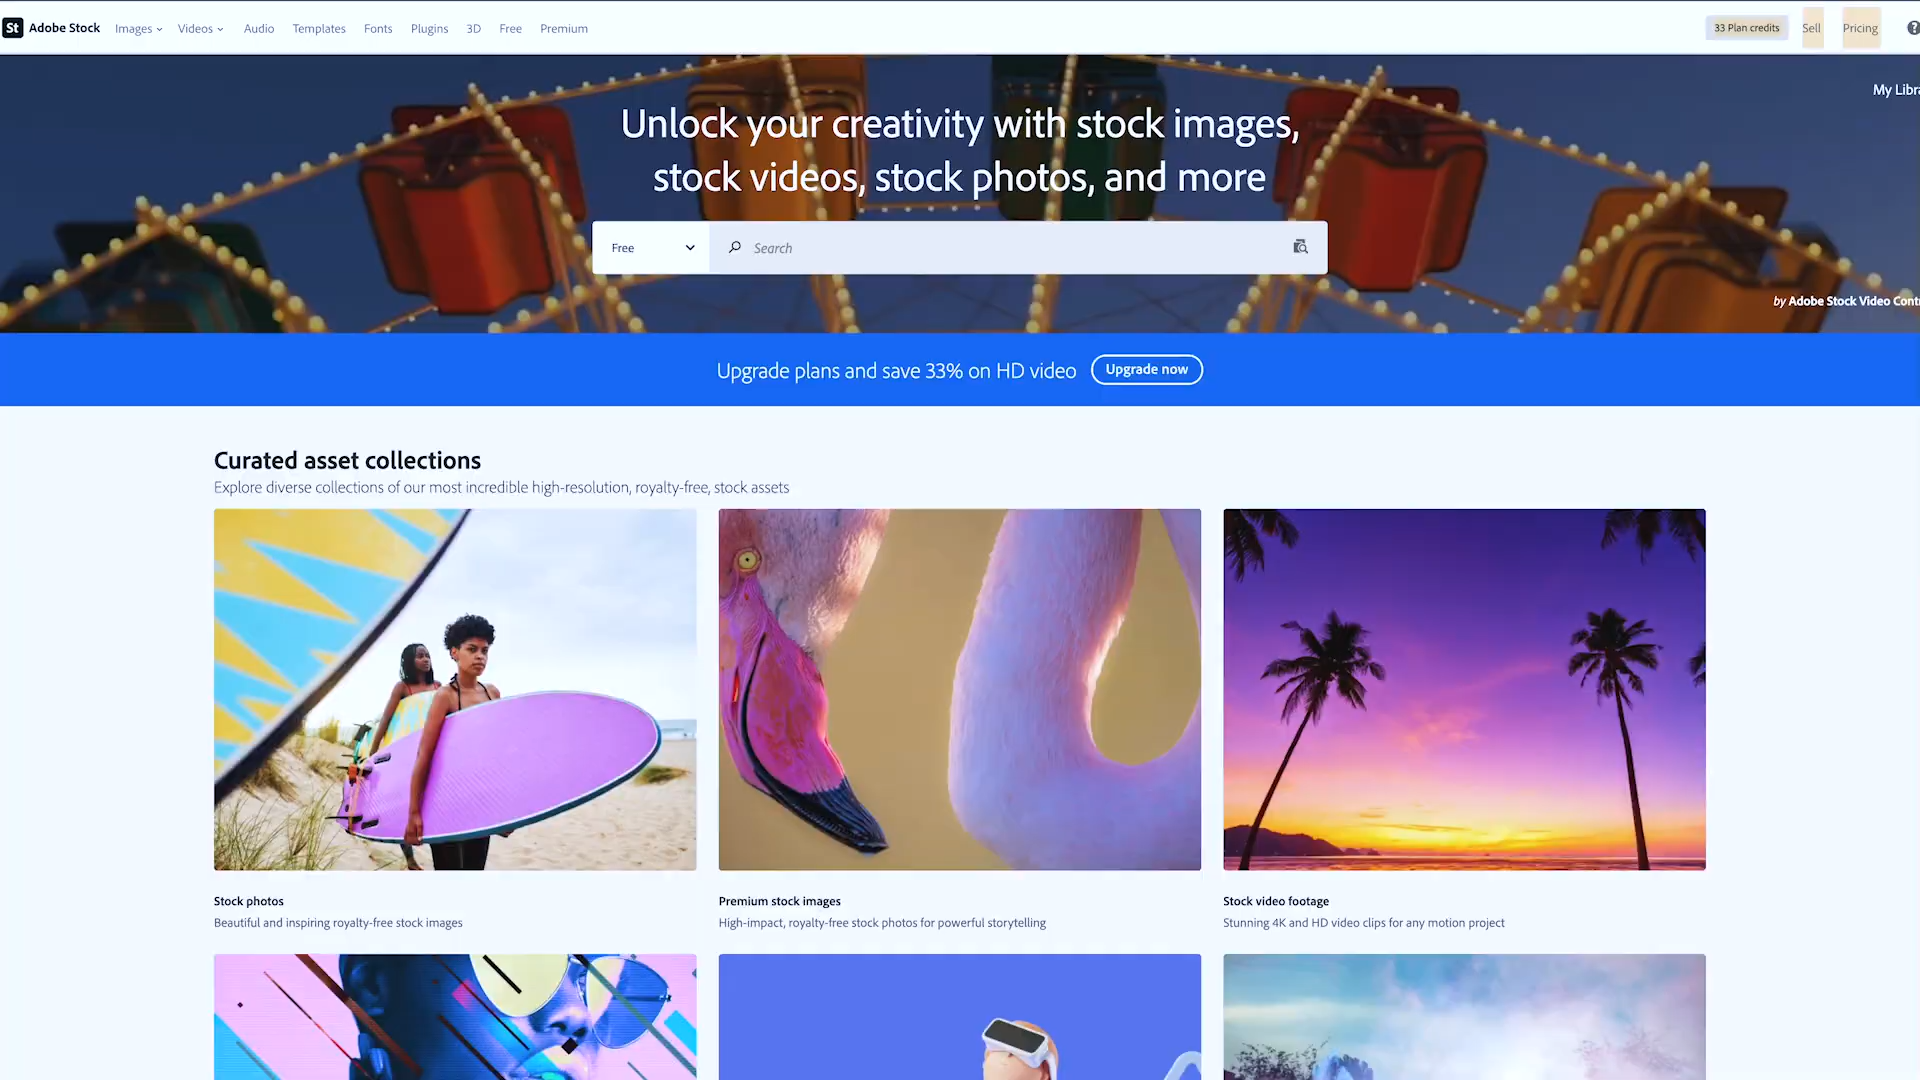 St Adobe Stock Images Videos Audio Templates Fonts Plugins 3D Free Premium 33 Plan credits Sell Pricing
My Libra
Unlock your creativity with stock images,
stock videos, stock photos, and more
Free Search
by Adobe Stock Video Contr
Upgrade plans and save 33% on HD video Upgrade now
Curated asset collections
Explore diverse collections of our most incredible high-resolution, royalty-free, stock assets
Stock photos
Beautiful and inspiring royalty-free stock images
Premium stock images
High-impact, royalty-free stock photos for powerful storytelling
Stock video footage
Stunning 4K and HD video clips for any motion project